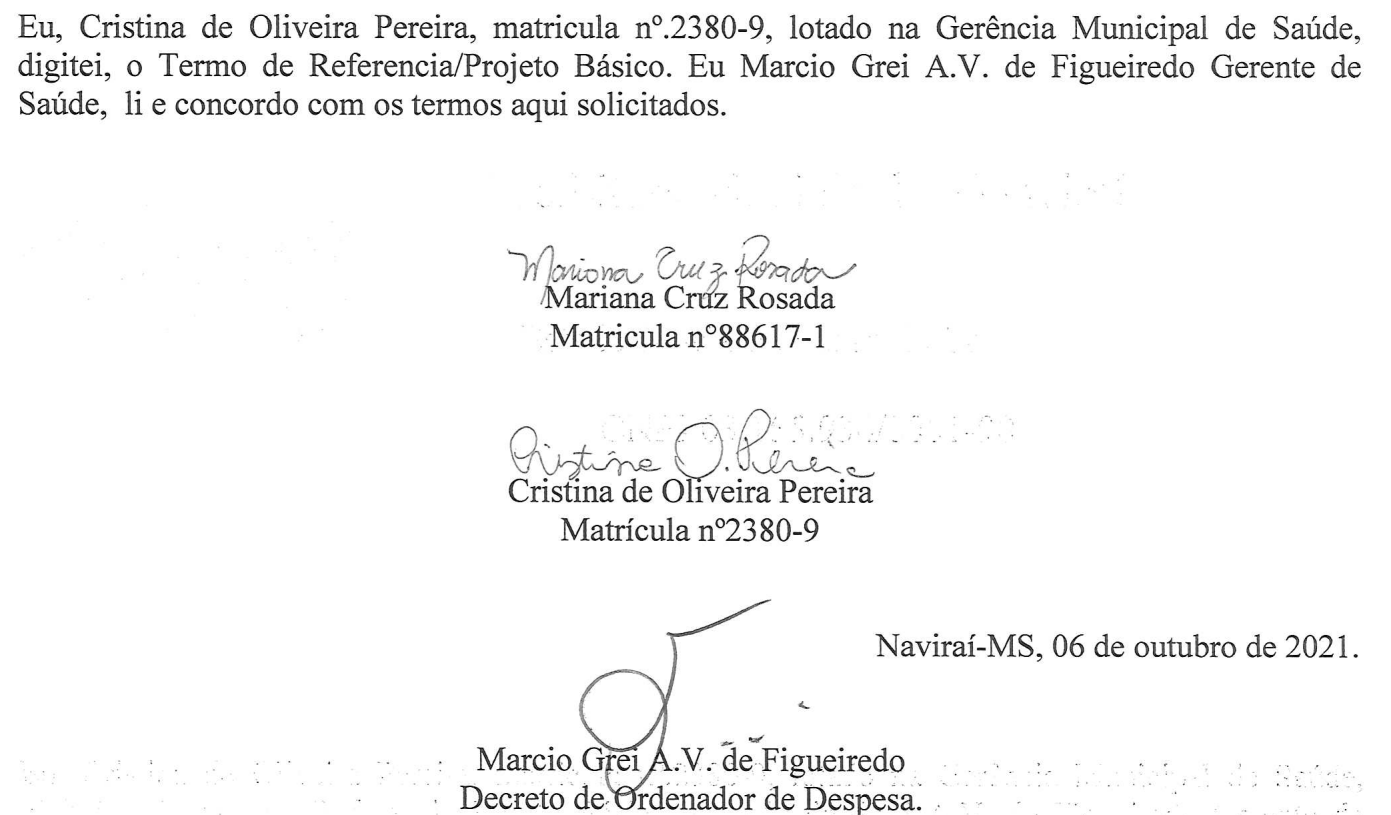 Eu, Cristina de Oliveira Pereira, matricula nº.2380-9, lotado na Gerência Municipal de Saúde,
digitei, o Termo de Referencia/Projeto Básico. Eu Marcio Grei A.V. de Figueiredo Gerente de
Saúde, li e concordo com os termos aqui solicitados.
Mariana Cruz Rosada
Mariana Cruz Rosada
Matricula n°88617-1
Cristina O. Pereira
Cristina de Oliveira Pereira
Matrícula nº2380-9
Naviraí-MS, 06 de outubro de 2021.
Marcio Grei A.V. de Figueiredo
Decreto de Ordenador de Despesa.